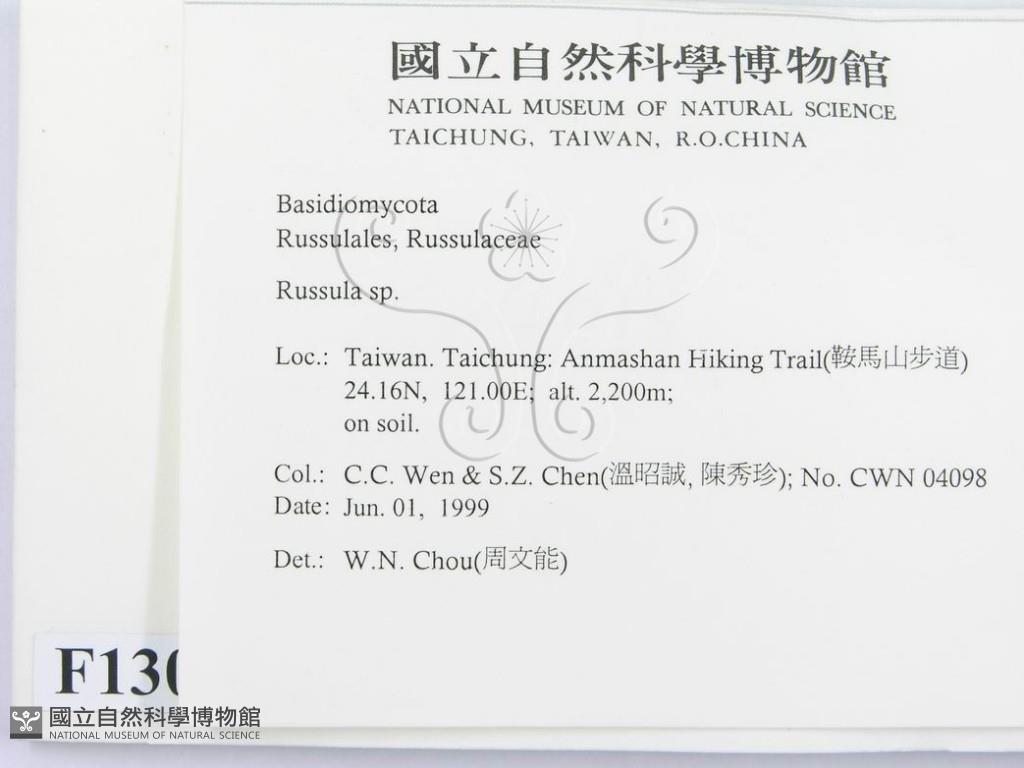 國立自然科學博物館
NATIONAL MUSEUM OF NATURAL SCIENCE
TAICHUNG, TAIWAN, R.O.CHINA
Basidiomycota
Russulales, Russulaceae
Russula sp.
Loc.: Taiwan. Taichung: Anmashan Hiking Trail(鞍馬山步道)
24.16N, 121.00E; alt. 2,200m;
on soil.
Col.: C.C. Wen & S.Z. Chen(溫昭誠, 陳秀珍); No. CWN 04098
Date: Jun. 01, 1999
Det.: W.N. Chou(周文能)
F130
國立自然科學博物館
NATIONAL MUSEUM OF NATURAL SCIENCE